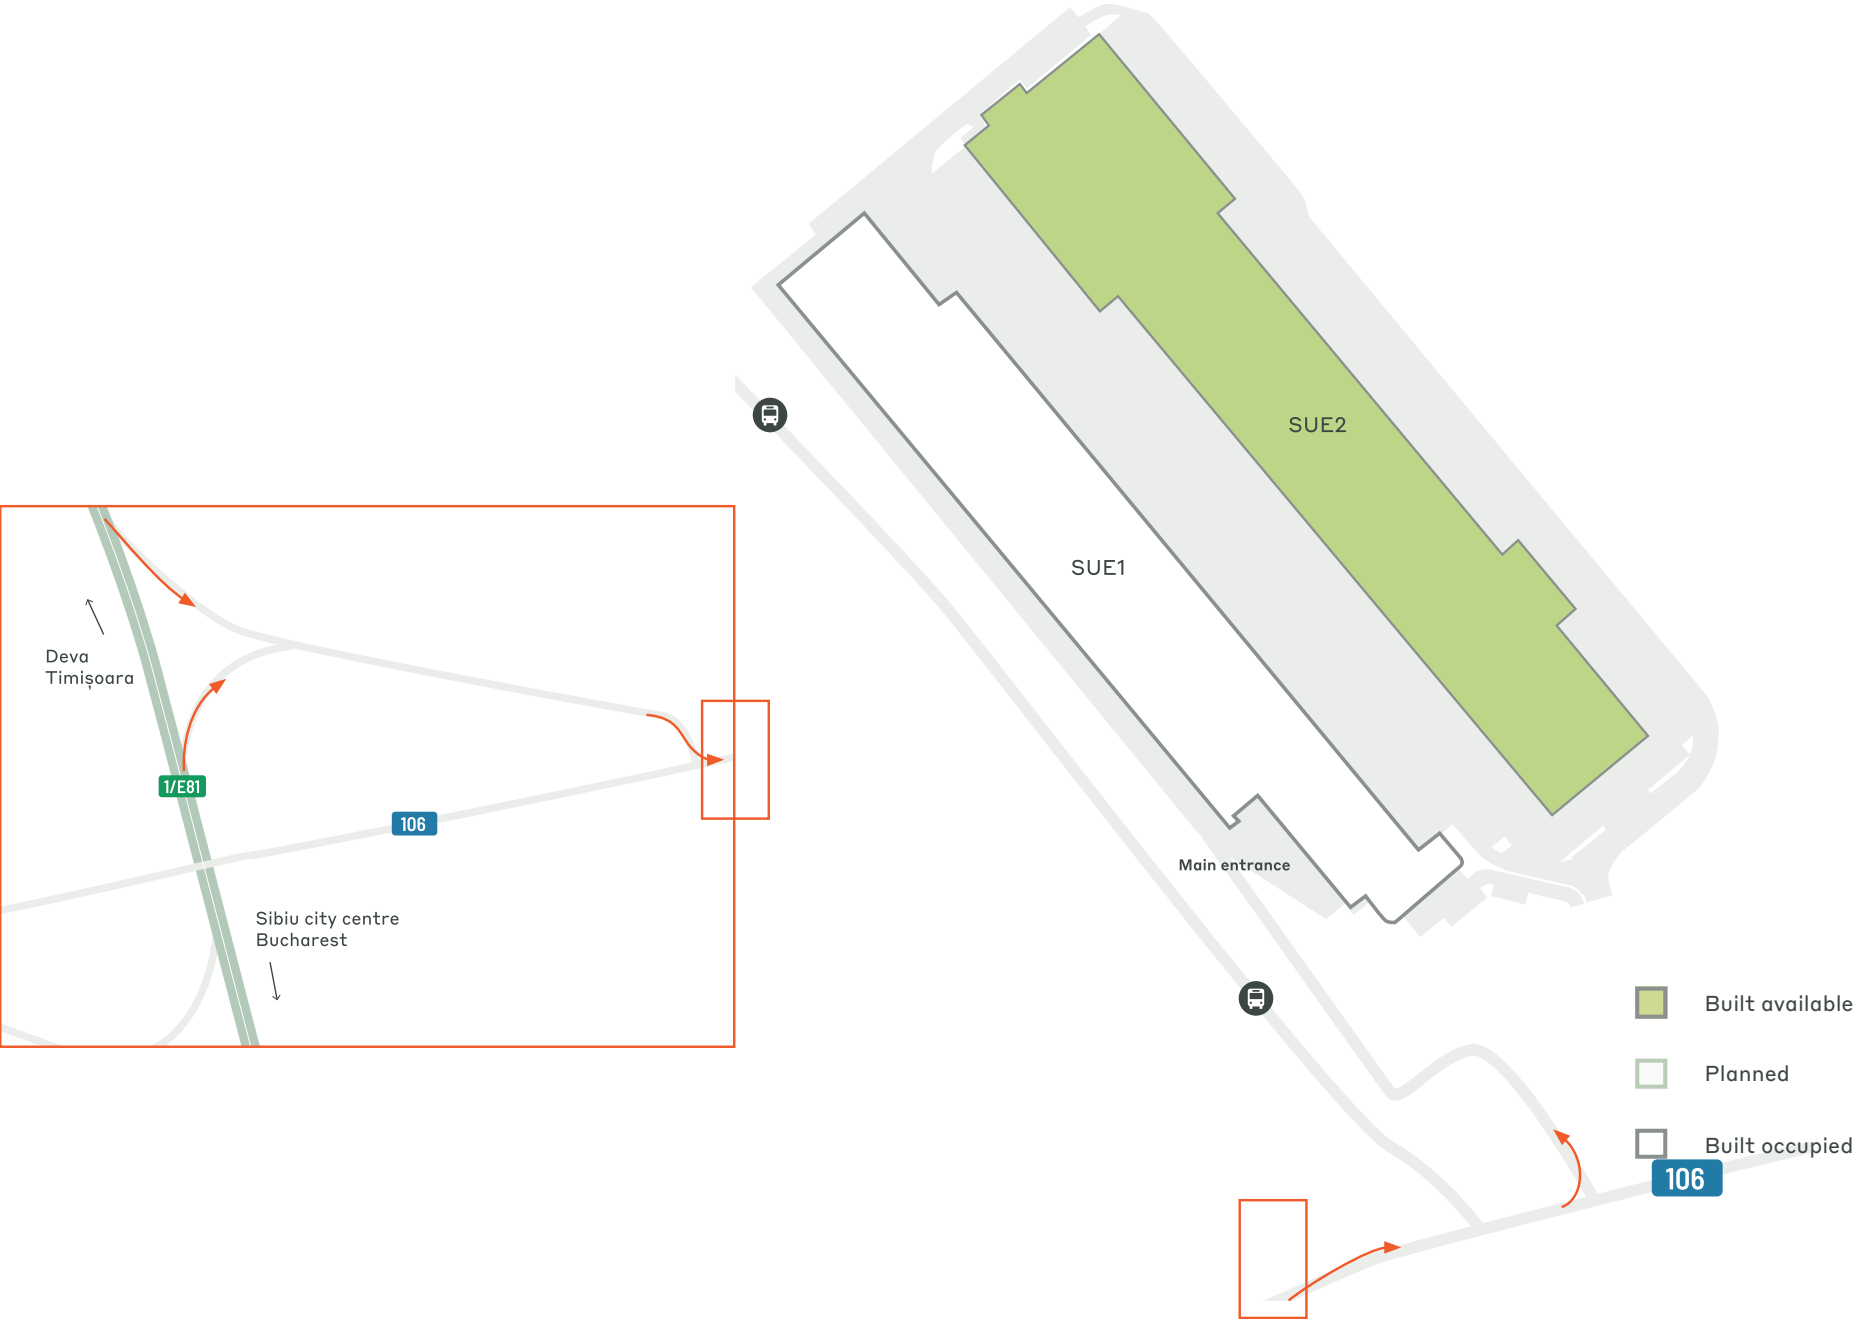 SUE2
SUE1
Main entrance
Deva
Timișoara
1/E81
106
Sibiu city centre
Bucharest
Built available
Planned
Built occupied
106